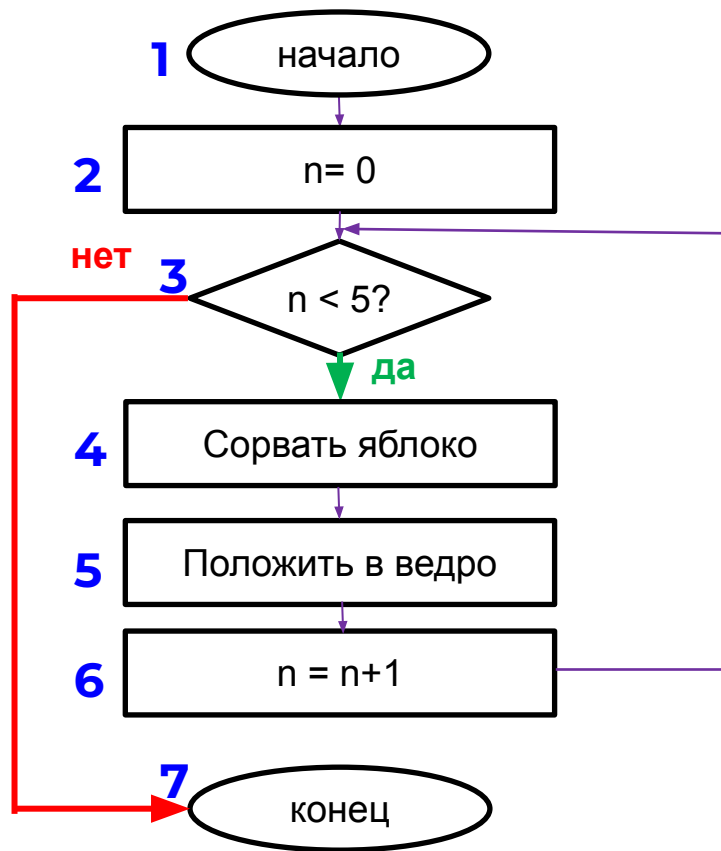 1
начало
2
n= 0
нет
3
n < 5?
да
4
Сорвать яблоко
5
Положить в ведро
6
n = n+1
7
конец